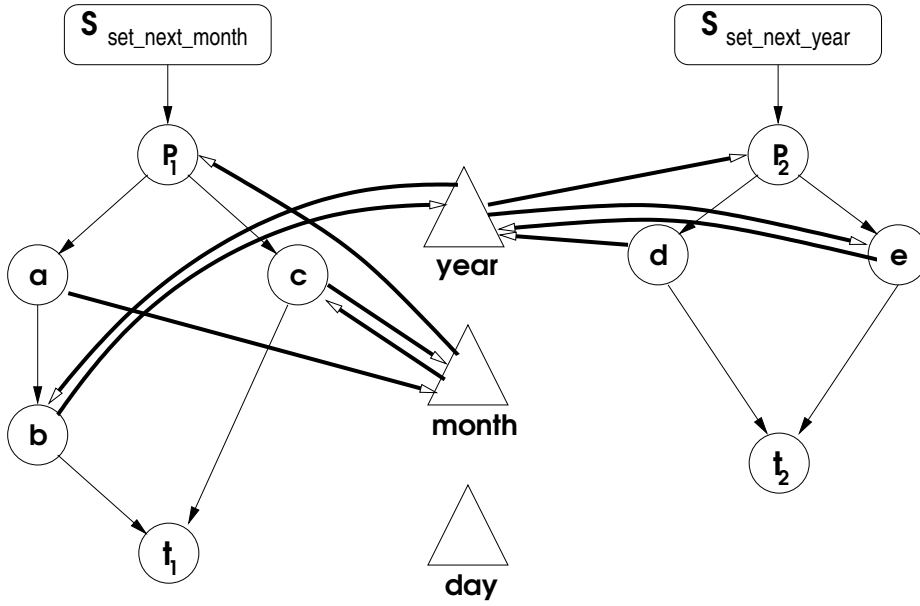 S set_next_month
S set_next_year
P1
P2
a
c
year
d
e
month
b
t2
t1
day